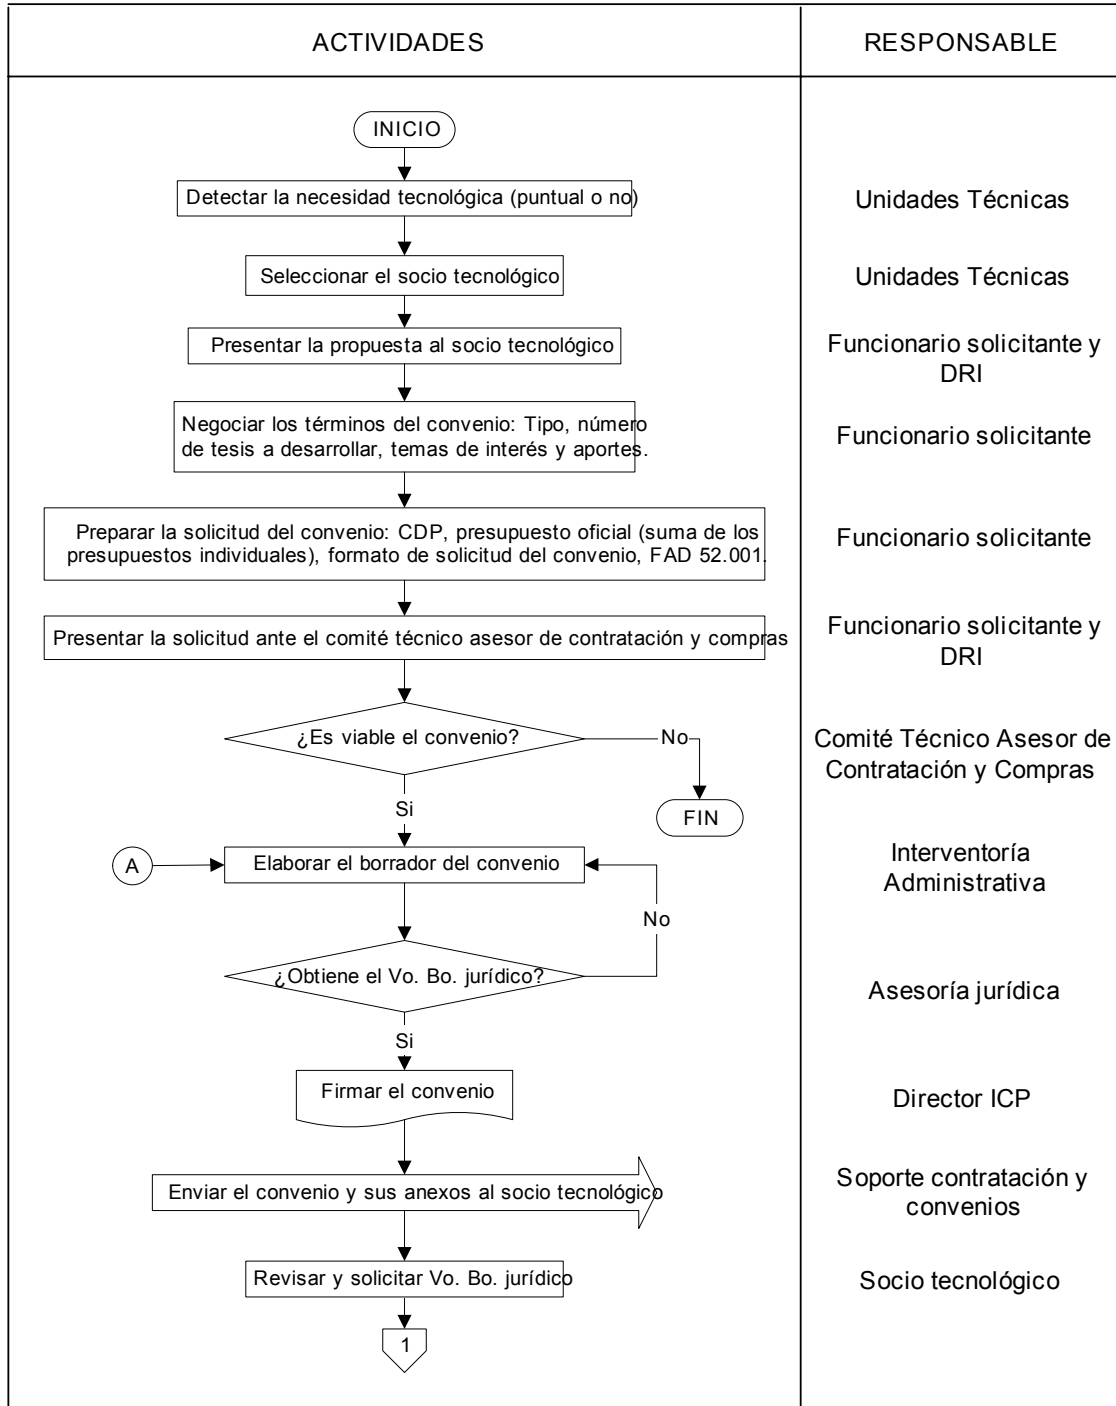 ACTIVIDADES
RESPONSABLE
INICIO
Detectar la necesidad tecnológica (puntual o no)
Unidades Técnicas
Seleccionar el socio tecnológico
Unidades Técnicas
Presentar la propuesta al socio tecnológico
Funcionario solicitante y
DRI
Negociar los términos del convenio: Tipo, número
de tesis a desarrollar, temas de interés y aportes.
Funcionario solicitante
Preparar la solicitud del convenio: CDP, presupuesto oficial (suma de los
presupuestos individuales), formato de solicitud del convenio, FAD 52.001.
Funcionario solicitante
Presentar la solicitud ante el comité técnico asesor de contratación y compras
Funcionario solicitante y
DRI
¿Es viable el convenio?
No
Comité Técnico Asesor de
Contratación y Compras
Si
FIN
A
Elaborar el borrador del convenio
Interventoría
Administrativa
No
¿Obtiene el Vo. Bo. jurídico?
Asesoría jurídica
Si
Firmar el convenio
Director ICP
Enviar el convenio y sus anexos al socio tecnológico
Soporte contratación y
convenios
Revisar y solicitar Vo. Bo. jurídico
Socio tecnológico
1